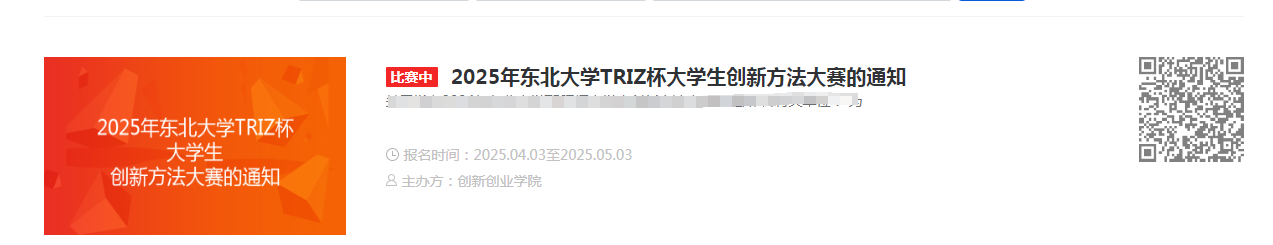 2025年东北大学TRIZ杯
大学生
创新方法大赛的通知
比赛中 2025年东北大学TRIZ杯大学生创新方法大赛的通知
报名时间：2025.04.03至2025.05.03
主办方：创新创业学院